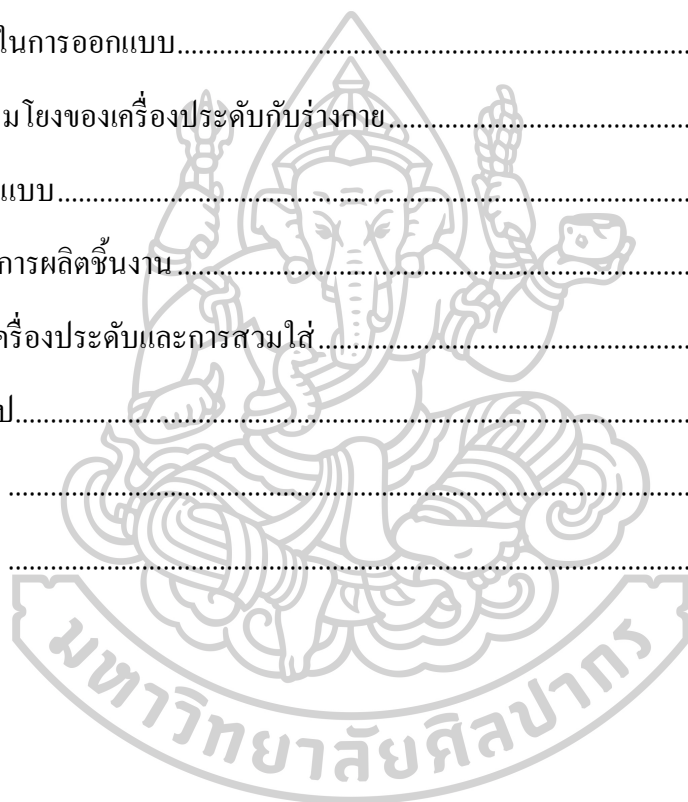 ในการออกแบบ
มโยงของเครื่องประดับกับร่างกาย
แบบ
การผลิตชิ้นงาน
ครื่องประดับและการสวมใส่
ป
มหาวิทยาลัยศิลปากร